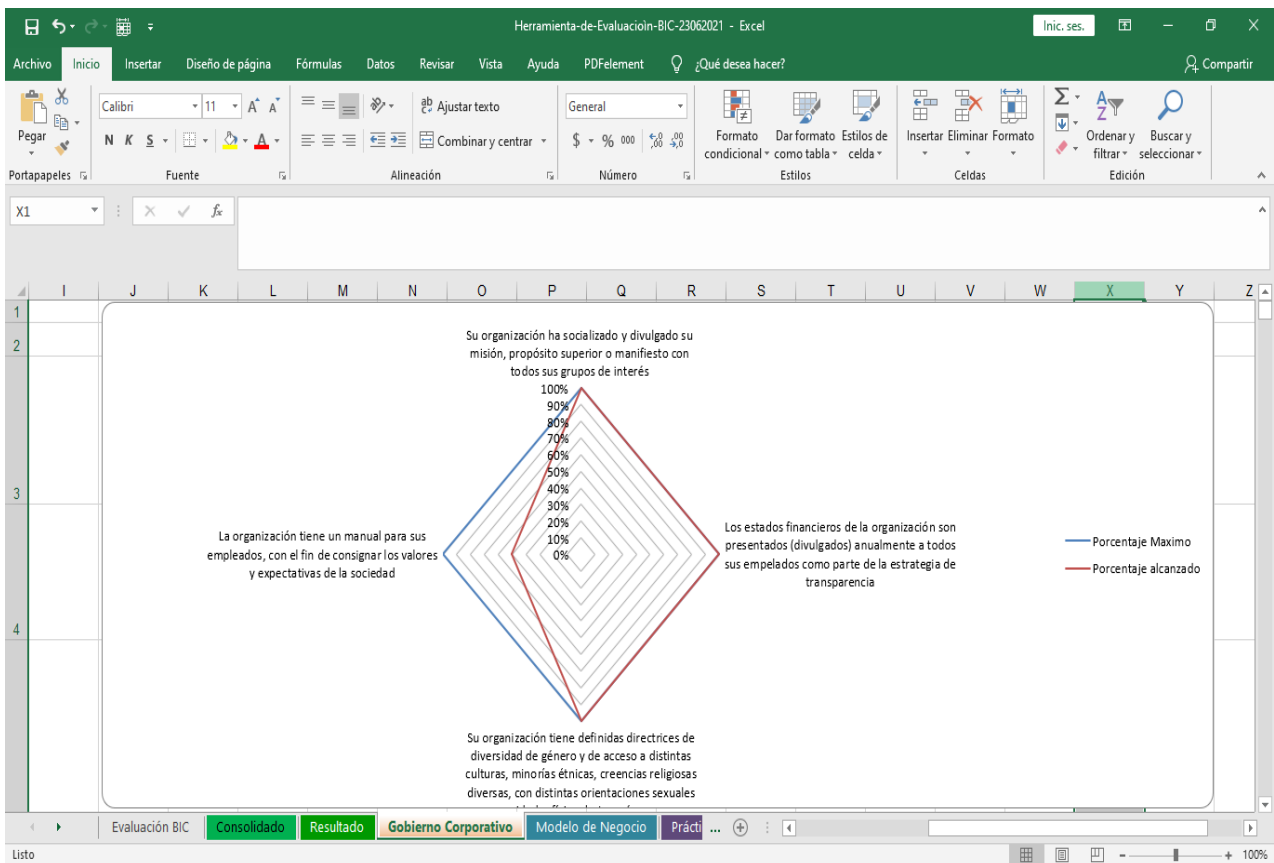 Herramienta-de-Evaluacioìn-BIC-23062021 - Excel
Inic. ses.
Archivo Inicio Insertar Diseño de página Fórmulas Datos Revisar Vista Ayuda PDFelement ¿Qué desea hacer? Compartir
Pegar
Calibri 11 A A
N K S A
ab Ajustar texto
Combinar y centrar
General
$ % 000
Formato condicional
Dar formato como tabla
Estilos de celda
Insertar Eliminar Formato
Ordenar y filtrar
Buscar y seleccionar
Portapapeles Fuente Alineación Número Estilos Celdas Edición
X1 fx
I J K L M N O P Q R S T U V W X Y Z
1
2
3
4
Su organización ha socializado y divulgado su
misión, propósito superior o manifiesto con
todos sus grupos de interés
100%
90%
80%
70%
60%
50%
40%
30%
20%
10%
0%
La organización tiene un manual para sus
empleados, con el fin de consignar los valores
y expectativas de la sociedad
Los estados financieros de la organización son
presentados (divulgados) anualmente a todos
sus empelados como parte de la estrategia de
transparencia
Porcentaje Maximo
Porcentaje alcanzado
Su organización tiene definidas directrices de
diversidad de género y de acceso a distintas
culturas, minorías étnicas, creencias religiosas
diversas, con distintas orientaciones sexuales
Evaluación BIC Consolidado Resultado Gobierno Corporativo Modelo de Negocio Prácti ...
Listo
100%